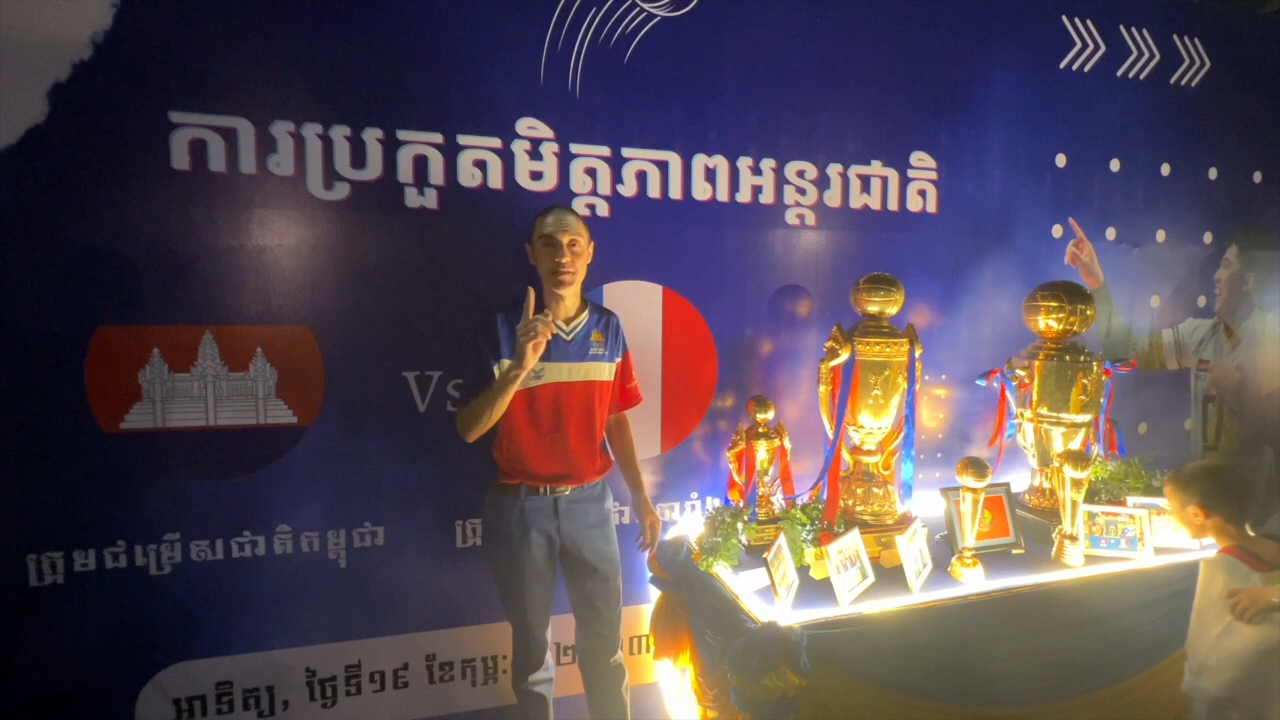 ការប្រកួតមិត្តភាពអន្តរជាតិ
Vs
ក្រុមជម្រើសជាតិកម្ពុជា
អាទិត្យ, ថ្ងៃទី១៩ ខែកុម្ភៈ